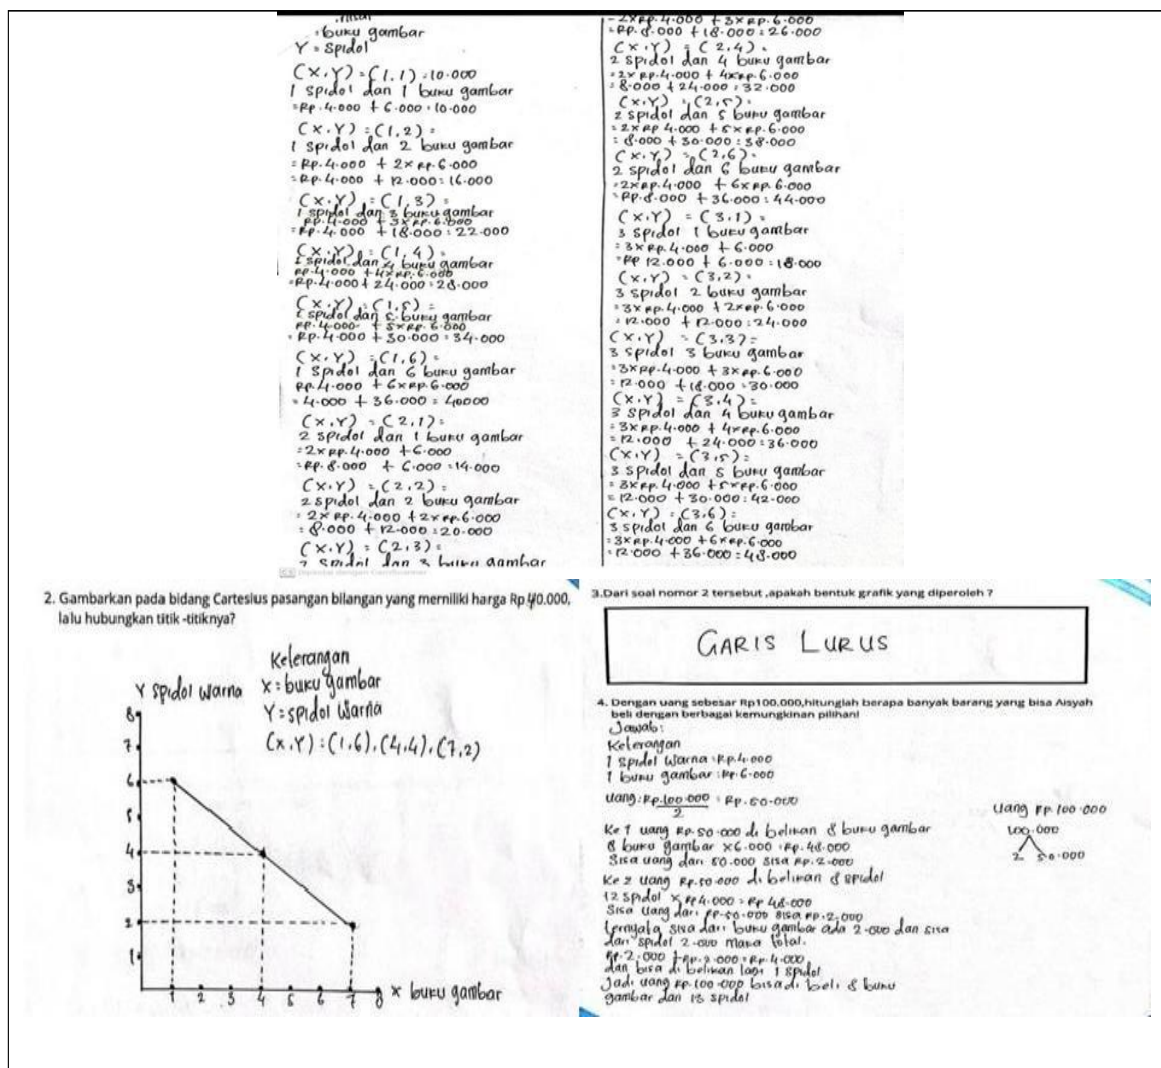 : buku gambar
Y = Spidol
(X.Y) = (1,1) = 10.000
1 spidol dan 1 buku gambar
= Rp.4.000 + 6.000 = 10.000
(X.Y) = (1,2) =
1 spidol dan 2 buku gambar
= Rp.4.000 + 2x Rp.6.000
= Rp.4.000 + 12.000 = 16.000
(X.Y) = (1,3) =
1 spidol dan 3 buku gambar
Rp.4.000 + 3x Rp.6.000
= Rp.4.000 + 18.000 = 22.000
(X.Y) = (1,4) =
1 spidol dan 4 buku gambar
Rp.4.000 + 4x Rp.6.000
= Rp.4.000 + 24.000 = 28.000
(X.Y) = (1,5) =
1 spidol dan 5 buku gambar
Rp.4.000 + 5x Rp.6.000
= Rp.4.000 + 30.000 = 34.000
(X.Y) = (1,6) =
1 Spidol dan 6 buku gambar
Rp.4.000 + 6x Rp.6.000
= 4.000 + 36.000 = 40000
(X.Y) = (2,1) =
2 spidol dan 1 buku gambar
= 2x Rp.4.000 + 6.000
= Rp.8.000 + 6.000 = 14.000
(X.Y) = (2,2) =
2 spidol dan 2 buku gambar
= 2x Rp.4.000 + 2x Rp.6.000
= 8.000 + 12.000 = 20.000
(X.Y) = (2,3) =
2 spidol dan 3 buku gambar
= 2x Rp.4.000 + 3x Rp.6.000
= Rp.8.000 + 18.000 = 26.000
(X.Y) = (2,4) =
2 spidol dan 4 buku gambar
= 2x Rp.4.000 + 4x Rp.6.000
= 8.000 + 24.000 = 32.000
(X.Y) = (2,5) =
2 spidol dan 5 buku gambar
= 2x Rp 4.000 + 5x Rp.6.000
= 8.000 + 30.000 = 38.000
(X.Y) = (2,6) =
2 spidol dan 6 buku gambar
= 2x Rp.4.000 + 6x Rp.6.000
= Rp.8.000 + 36.000 = 44.000
(X.Y) = (3,1) =
3 spidol 1 buku gambar
= 3x Rp.4.000 + 6.000
= Rp 12.000 + 6.000 = 18.000
(X.Y) = (3,2) =
3 spidol 2 buku gambar
= 3x Rp.4.000 + 2x Rp.6.000
= 12.000 + 12.000 = 24.000
(X.Y) = (3,3) =
3 spidol 3 buku gambar
= 3x Rp.4.000 + 3x Rp.6.000
= 12.000 + 18.000 = 30.000
(X.Y) = (3,4) =
3 spidol dan 4 buku gambar
= 3x Rp.4.000 + 4x Rp.6.000
= 12.000 + 24.000 = 36.000
(X.Y) = (3,5) =
3 spidol dan 5 buku gambar
= 3x Rp.4.000 + 5x Rp.6.000
= 12.000 + 30.000 = 42.000
(X.Y) = (3,6) =
3 spidol dan 6 buku gambar
= 3x Rp.4.000 + 6x Rp.6.000
= 12.000 + 36.000 = 48.000
2. Gambarkan pada bidang Cartesius pasangan bilangan yang memiliki harga Rp 40.000,
lalu hubungkan titik -titiknya?
Keterangan
X = buku gambar
Y = spidol Warna
(X,Y) = (1,6), (4,4), (7,2)
Y spidol Warna
8
7
6
5
4
3
2
1
1 2 3 4 5 6 7 8 X buku gambar
3.Dari soal nomor 2 tersebut ,apakah bentuk grafik yang diperoleh ?
GARIS LURUS
4. Dengan uang sebesar Rp100.000,hitunglah berapa banyak barang yang bisa Aisyah
beli dengan berbagai kemungkinan pilihan!
Jawab:
Keterangan
1 spidol Warna = Rp.4.000
1 buku gambar = Rp.6.000
Uang: Rp.100.000 / 2 = Rp.50.000
Ke 1 uang Rp.50.000 di belikan 8 buku gambar
8 buku gambar x6.000 = Rp.48.000
Sisa uang dari 50.000 sisa Rp.2.000
Ke 2 uang Rp.50.000 di belikan 8 spidol
12 spidol x Rp4.000 = Rp 48.000
Sisa uang dari Rp.50.000 sisa Rp.2.000
Ternyata sisa dari buku gambar ada 2.000 dan sisa
dari spidol 2.000 maka total.
Rp.2.000 + Rp.2.000 = Rp.4.000
dan bisa di belikan lagi 1 spidol
Jadi uang Rp.100.000 bisa di beli 8 buku
gambar dan 13 spidol
Uang Rp 100.000
100.000
2 50.000